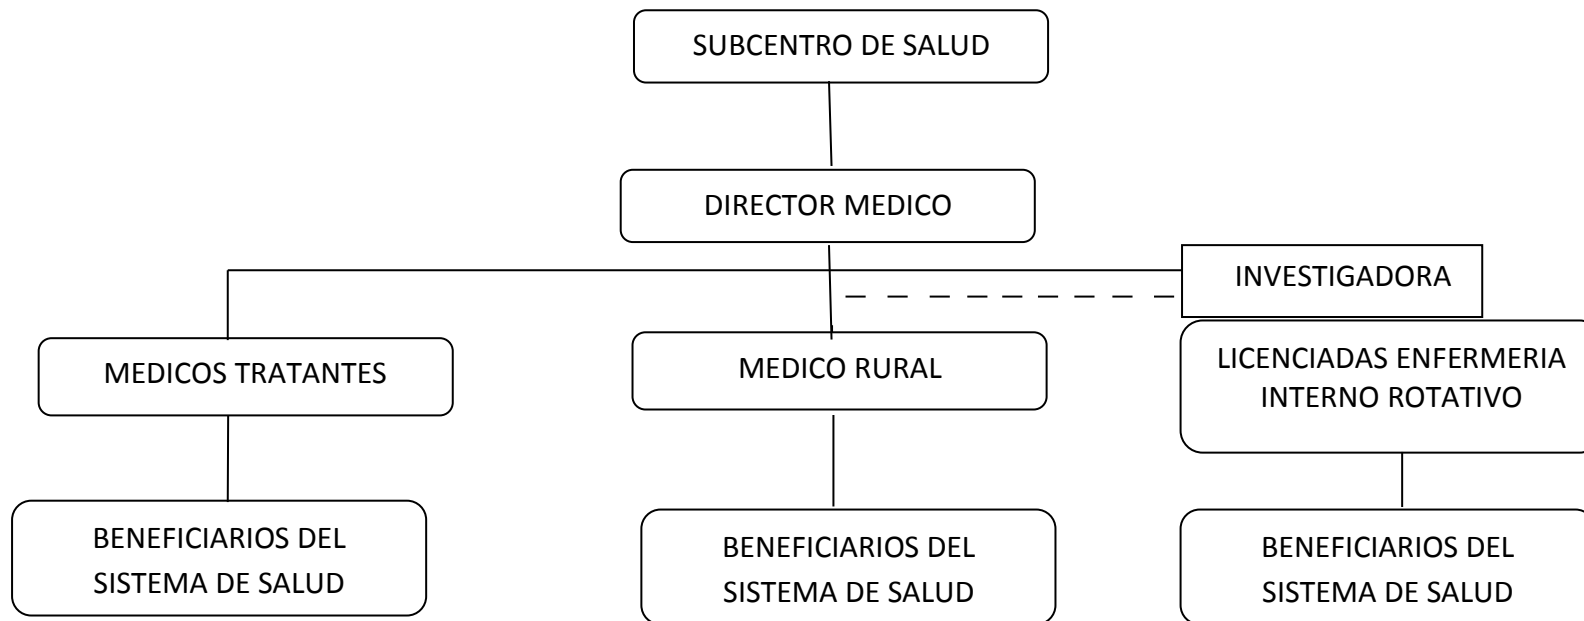 SUBCENTRO DE SALUD
DIRECTOR MEDICO
INVESTIGADORA
MEDICOS TRATANTES
MEDICO RURAL
LICENCIADAS ENFERMERIA
INTERNO ROTATIVO
BENEFICIARIOS DEL
SISTEMA DE SALUD
BENEFICIARIOS DEL
SISTEMA DE SALUD
BENEFICIARIOS DEL
SISTEMA DE SALUD